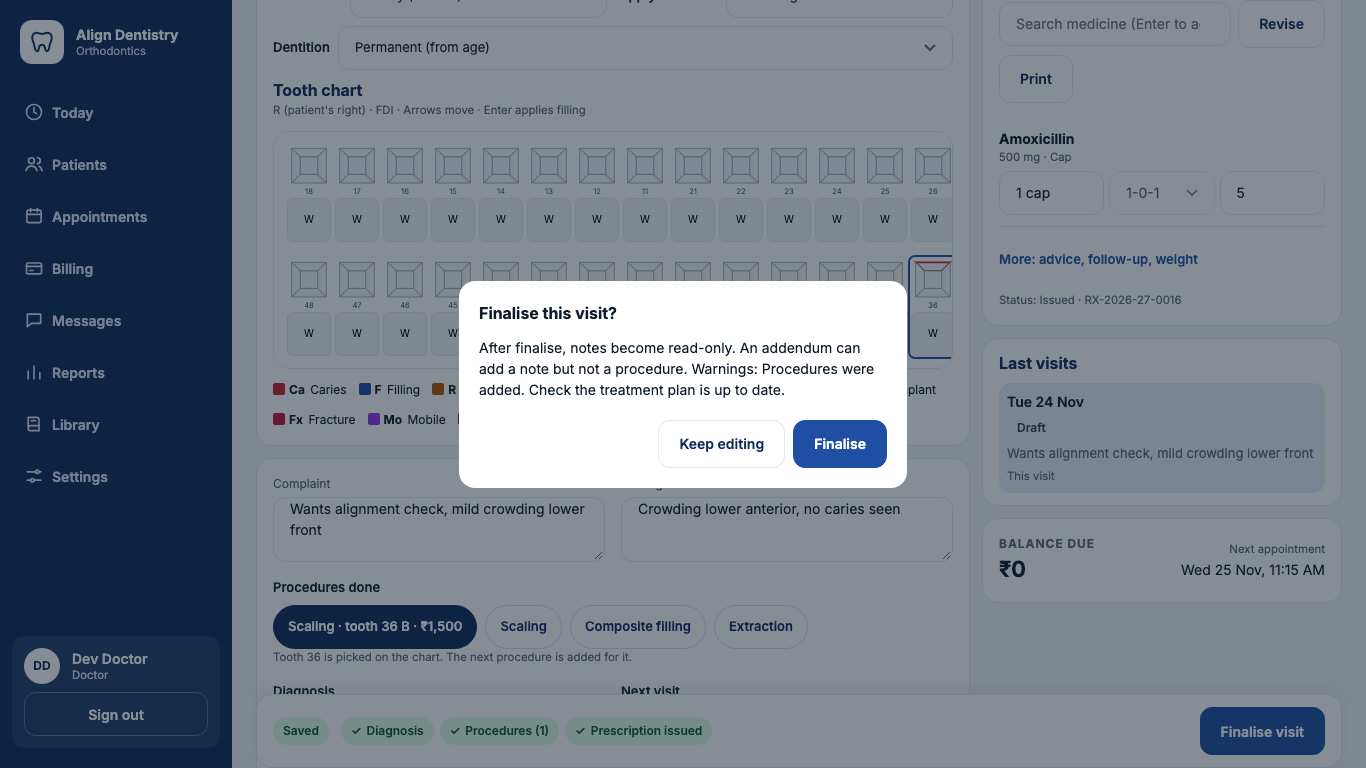 Align Dentistry
Orthodontics
Today
Patients
Appointments
Billing
Messages
Reports
Library
Settings
DD
Dev Doctor
Doctor
Sign out
Dentition
Permanent (from age)
Tooth chart
R (patient's right) · FDI · Arrows move · Enter applies filling
18 17 16 15 14 13 12 11 21 22 23 24 25 26
W W W W W W W W W W W W W W
48 47 46 45 36
W W W W W
Ca Caries F Filling R plant
Fx Fracture Mo Mobile
Finalise this visit?
After finalise, notes become read-only. An addendum can
add a note but not a procedure. Warnings: Procedures were
added. Check the treatment plan is up to date.
Keep editing
Finalise
Complaint
Wants alignment check, mild crowding lower
front
Crowding lower anterior, no caries seen
Procedures done
Scaling · tooth 36 B · ₹1,500
Scaling
Composite filling
Extraction
Tooth 36 is picked on the chart. The next procedure is added for it.
Diagnosis
Next visit
Saved
✓ Diagnosis
✓ Procedures (1)
✓ Prescription issued
Finalise visit
Search medicine (Enter to a
Revise
Print
Amoxicillin
500 mg · Cap
1 cap
1-0-1
5
More: advice, follow-up, weight
Status: Issued · RX-2026-27-0016
Last visits
Tue 24 Nov
Draft
Wants alignment check, mild crowding lower front
This visit
BALANCE DUE
₹0
Next appointment
Wed 25 Nov, 11:15 AM